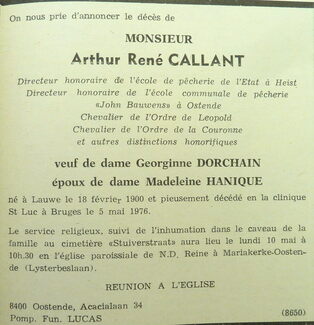 On nous prie d'annoncer le décès de
MONSIEUR
Arthur René CALLANT
Directeur honoraire de l'école de pêcherie de l'Etat à Heist
Directeur honoraire de l'école communale de pêcherie
«John Bauwens» à Ostende
Chevalier de l'Ordre de Leopold
Chevalier de l'Ordre de la Couronne
et autres distinctions honorifiques
veuf de dame Georginne DORCHAIN
époux de dame Madeleine HANIQUE
né à Lauwe le 18 février 1900 et pieusement décédé en la clinique
St Luc à Bruges le 5 mai 1976.
Le service religieux, suivi de l'inhumation dans le caveau de la
famille au cimetière «Stuiverstraat» aura lieu le lundi 10 mai à
10h.30 en l'église paroissiale de N.D. Reine à Mariakerke-Osten-
de (Lysterbeslaan).
REUNION A L'EGLISE
8400 Oostende, Acacialaan 34
Pomp. Fun. LUCAS (8650)